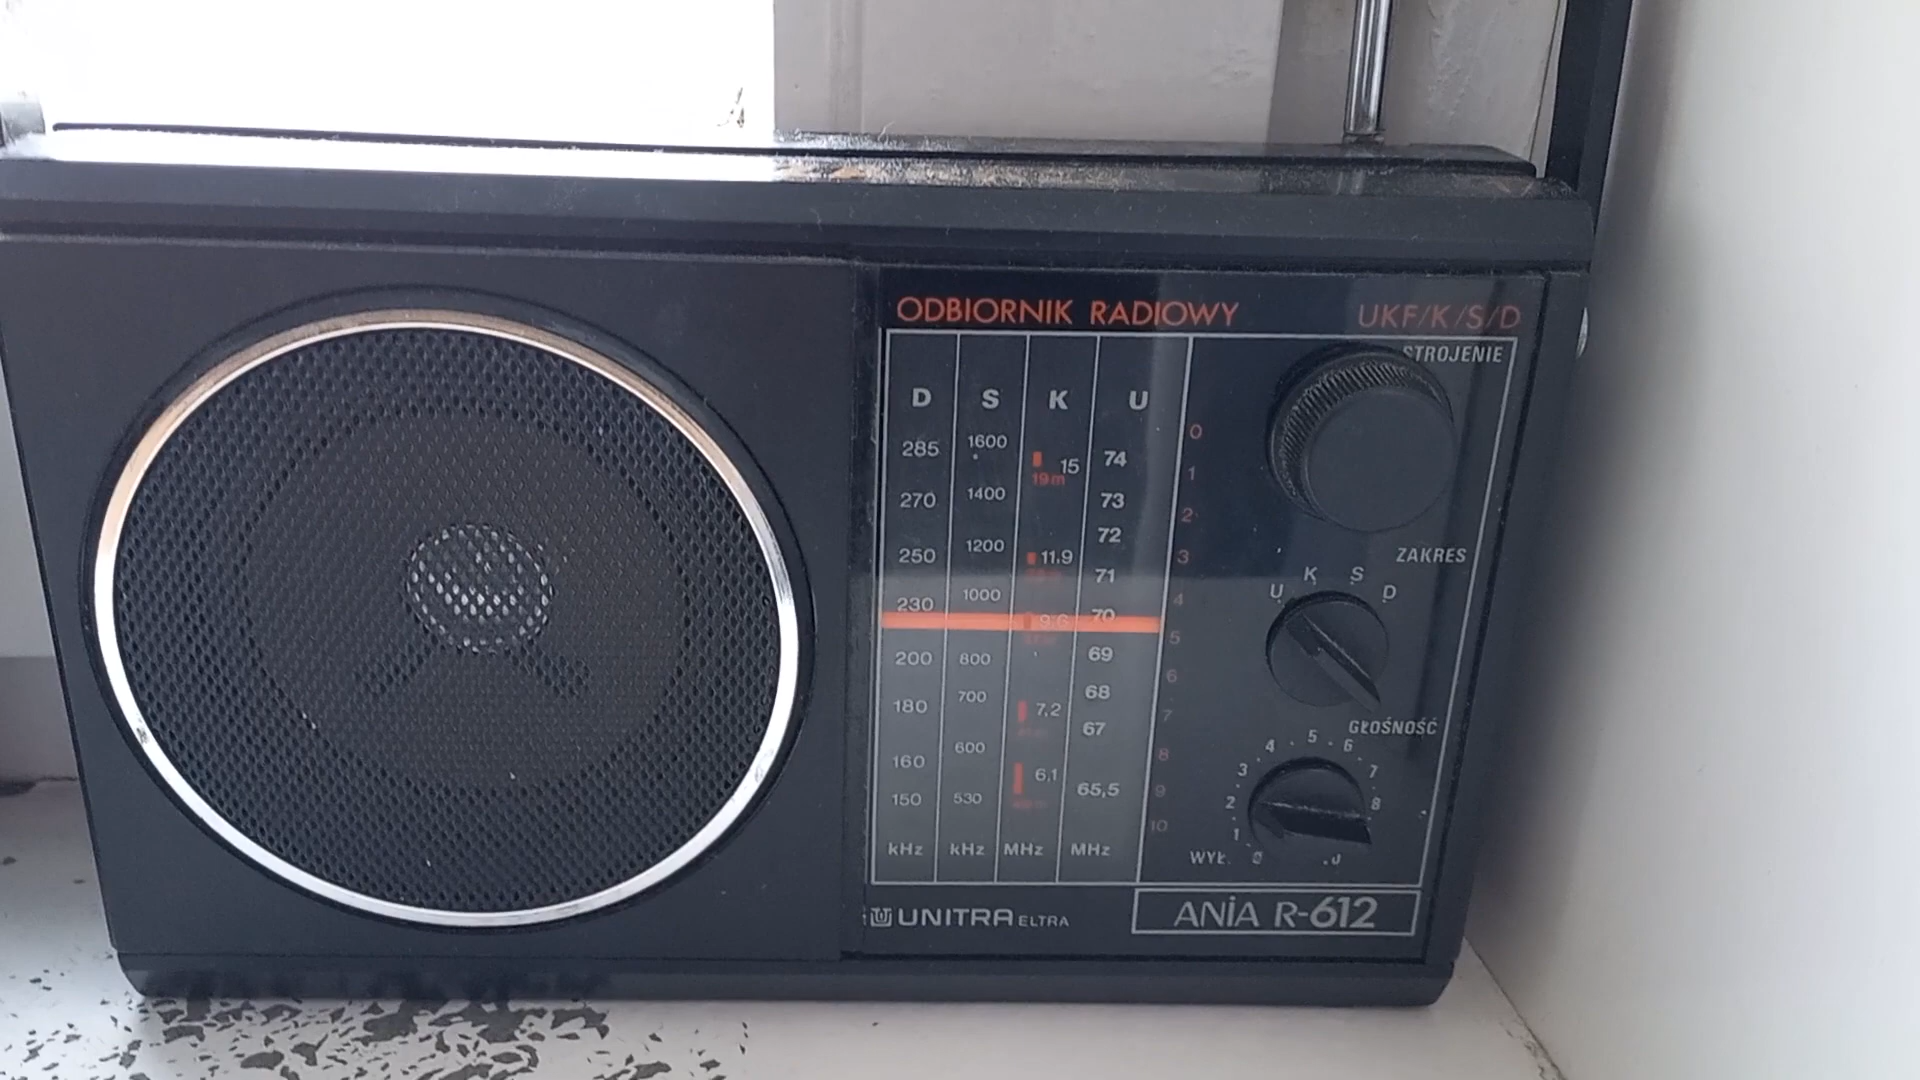 ODBIORNIK RADIOWY UKF/K/S/D
STROJENIE
D S K U
0
285 1600 15 74
19m
1
270 1400 73
2
72
250 1200 11.9
3
71
ZAKRES
U K S D
230 1000 9.6 70
4
5
200 800 69
6
700 68
180 7,2 67
7
GŁOŚNOŚĆ
600
8
160 6,1
9
150 530 65,5
10
0 1 2 3 4 5 6 7 8
WYŁ.
kHz kHz MHz MHz
UNITRA ELTRA
ANiA R-612